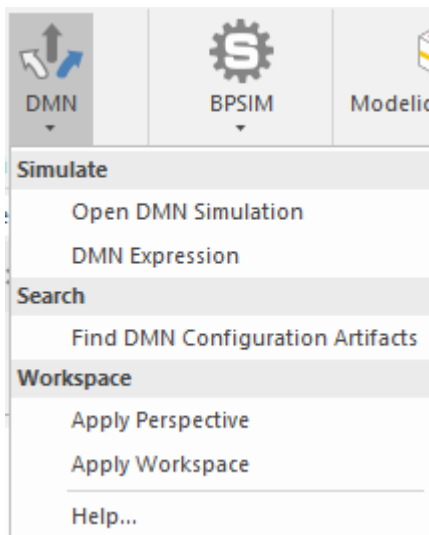 DMN
BPSIM
Simulate
Open DMN Simulation
DMN Expression
Search
Find DMN Configuration Artifacts
Workspace
Apply Perspective
Apply Workspace
Help...